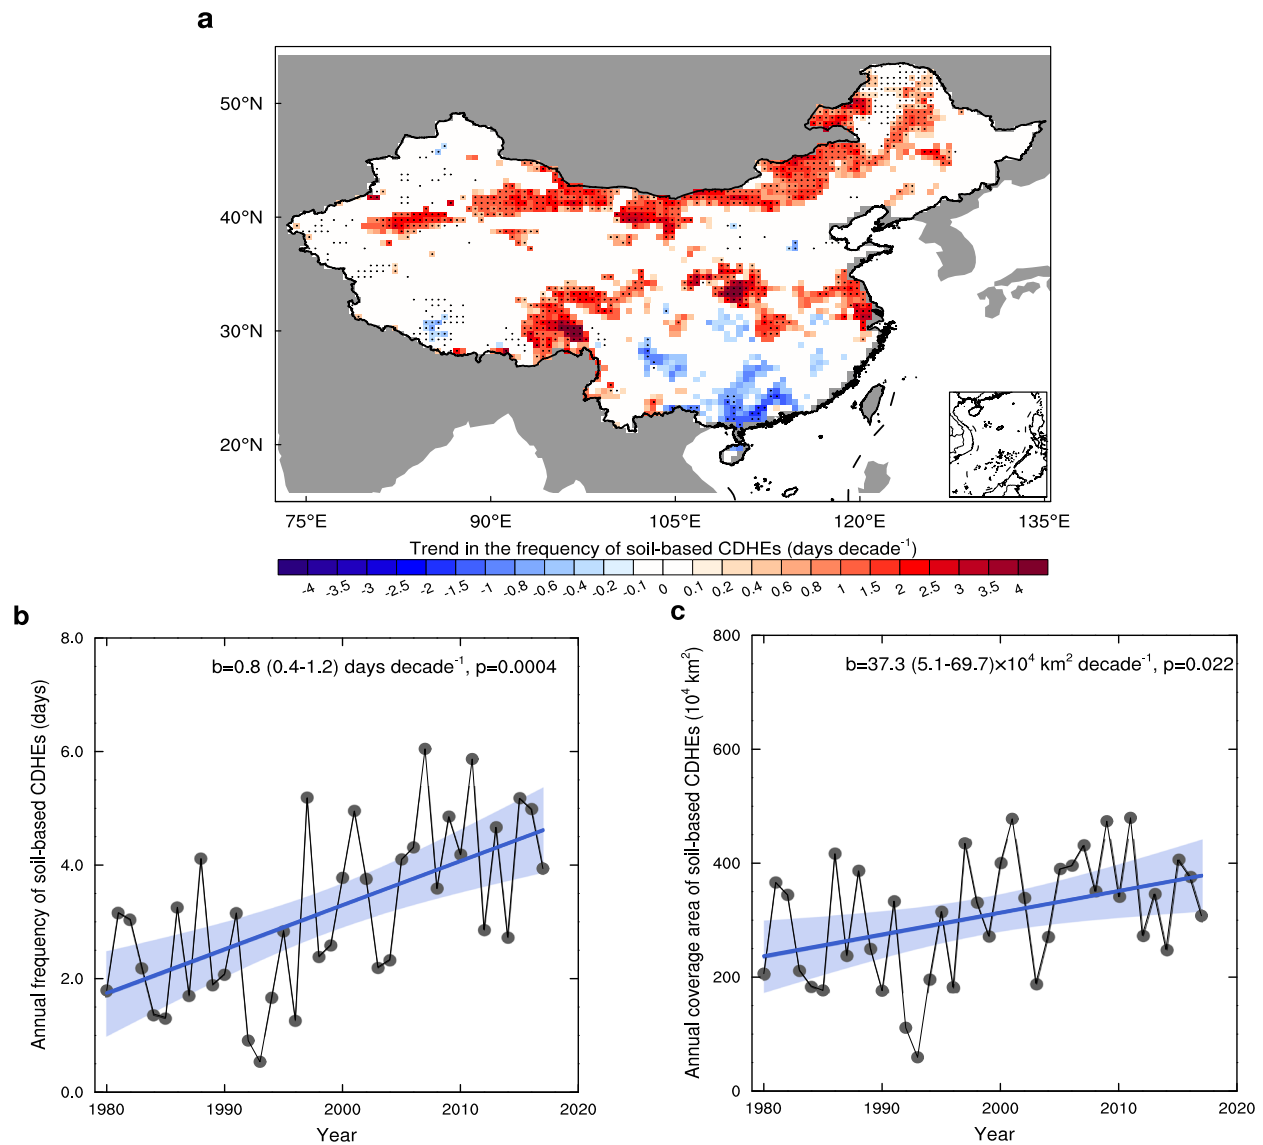 a
50°N
40°N
30°N
20°N
75°E 90°E 105°E 120°E 135°E
Trend in the frequency of soil-based CDHEs (days decade⁻¹)
-4 -3.5 -3 -2.5 -2 -1.5 -1 -0.8 -0.6 -0.4 -0.2 -0.1 0 0.1 0.2 0.4 0.6 0.8 1 1.5 2 2.5 3 3.5 4
b
b=0.8 (0.4-1.2) days decade⁻¹, p=0.0004
Annual frequency of soil-based CDHEs (days)
8.0
6.0
4.0
2.0
0.0
1980 1990 2000 2010 2020
Year
c
b=37.3 (5.1-69.7)×10⁴ km² decade⁻¹, p=0.022
Annual coverage area of soil-based CDHEs (10⁴ km²)
800
600
400
200
0
1980 1990 2000 2010 2020
Year